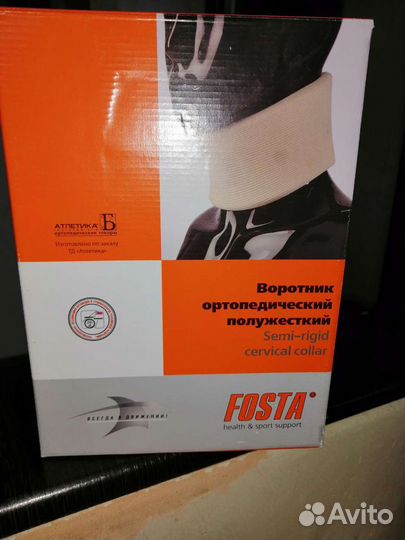 АТЛЕТИКА Б
ортопедические товары
Изготовлено по заказу
ТД «Атлетика»
Воротник
ортопедический
полужесткий
Semi-rigid
cervical collar
ВСЕГДА В ДВИЖЕНИИ!
FOSTA
health & sport support
Avito